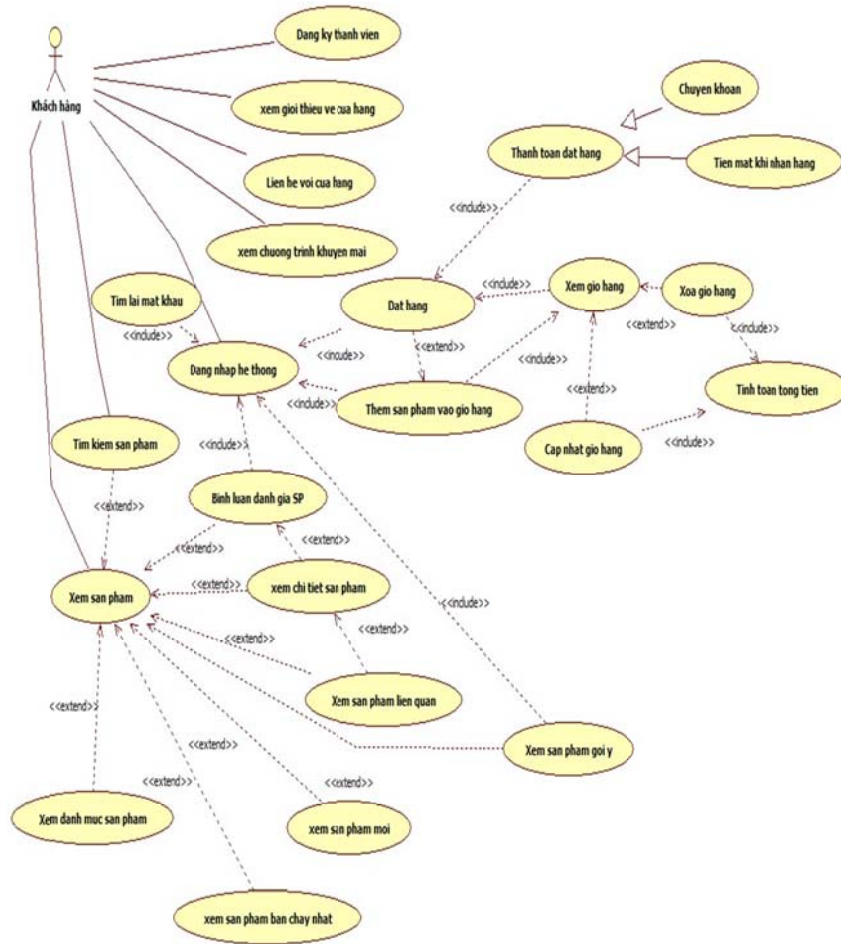 Khách hàng
Dang ky thanh vien
xem gioi thieu ve cua hang
Lien he voi cua hang
xem chuong trinh khuyen mai
Chuyen khoan
Thanh toan dat hang
Tien mat khi nhan hang
<<include>>
Tim lai mat khau
<<include>>
Dat hang
<<include>>
Xem gio hang
Xoa gio hang
<<extend>>
<<include>>
<<include>>
<<extend>>
<<include>>
Dang nhap he thong
<<include>>
Them san pham vao gio hang
<<extend>>
Tinh toan tong tien
Tim kiem san pham
<<include>>
Cap nhat gio hang
<<include>>
<<extend>>
Binh luan danh gia SP
<<extend>>
<<extend>>
Xem san pham
<<extend>>
xem chi tiet san pham
<<include>>
<<extend>>
<<extend>>
Xem san pham lien quan
<<extend>>
<<extend>>
Xem san pham goi y
<<extend>>
<<extend>>
Xem danh muc san pham
xem san pham moi
xem san pham ban chay nhat